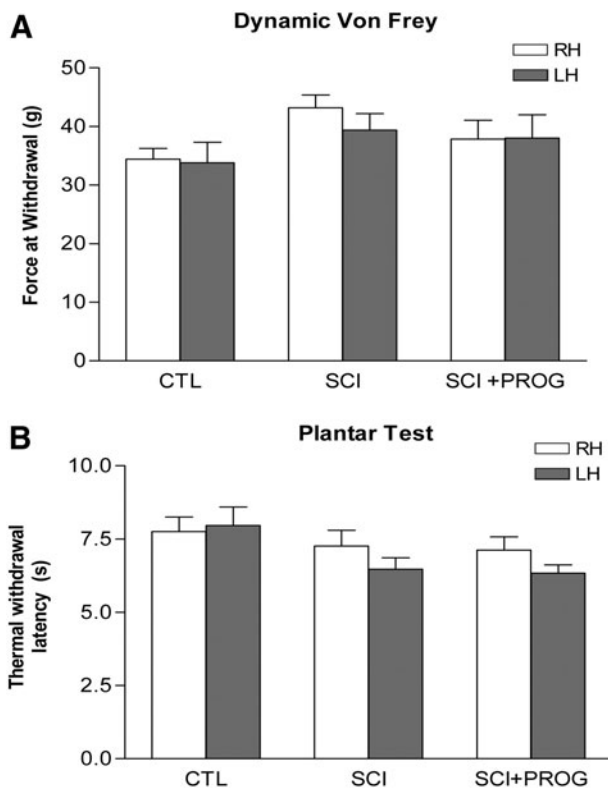 A
Dynamic Von Frey
RH
LH
Force at Withdrawal (g)
50
40
30
20
10
0
CTL
SCI
SCI +PROG
B
Plantar Test
RH
LH
Thermal withdrawal
latency (s)
10.0
7.5
5.0
2.5
0.0
CTL
SCI
SCI+PROG